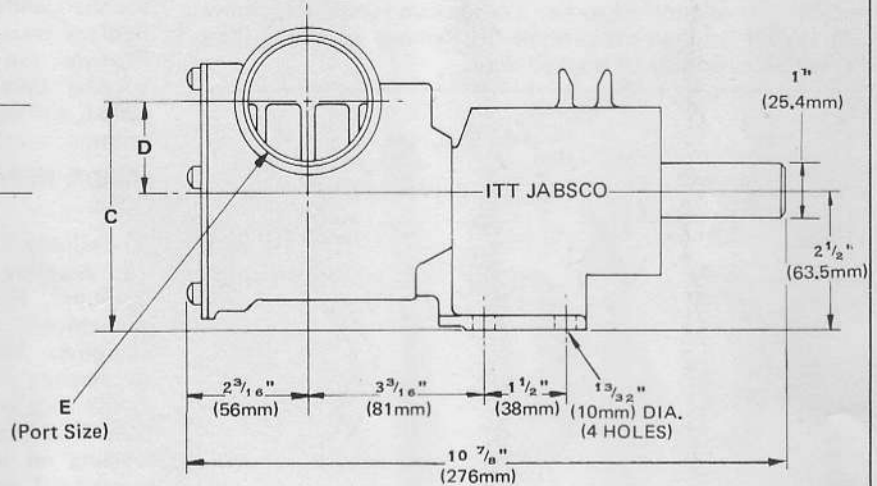 1"
(25.4mm)
D
C
ITT JABSCO
2 1/2"
(63.5mm)
2 3/16"
(56mm)
3 3/16"
(81mm)
1 1/2"
(38mm)
13/32"
(10mm) DIA.
(4 HOLES)
E
(Port Size)
10 7/8"
(276mm)